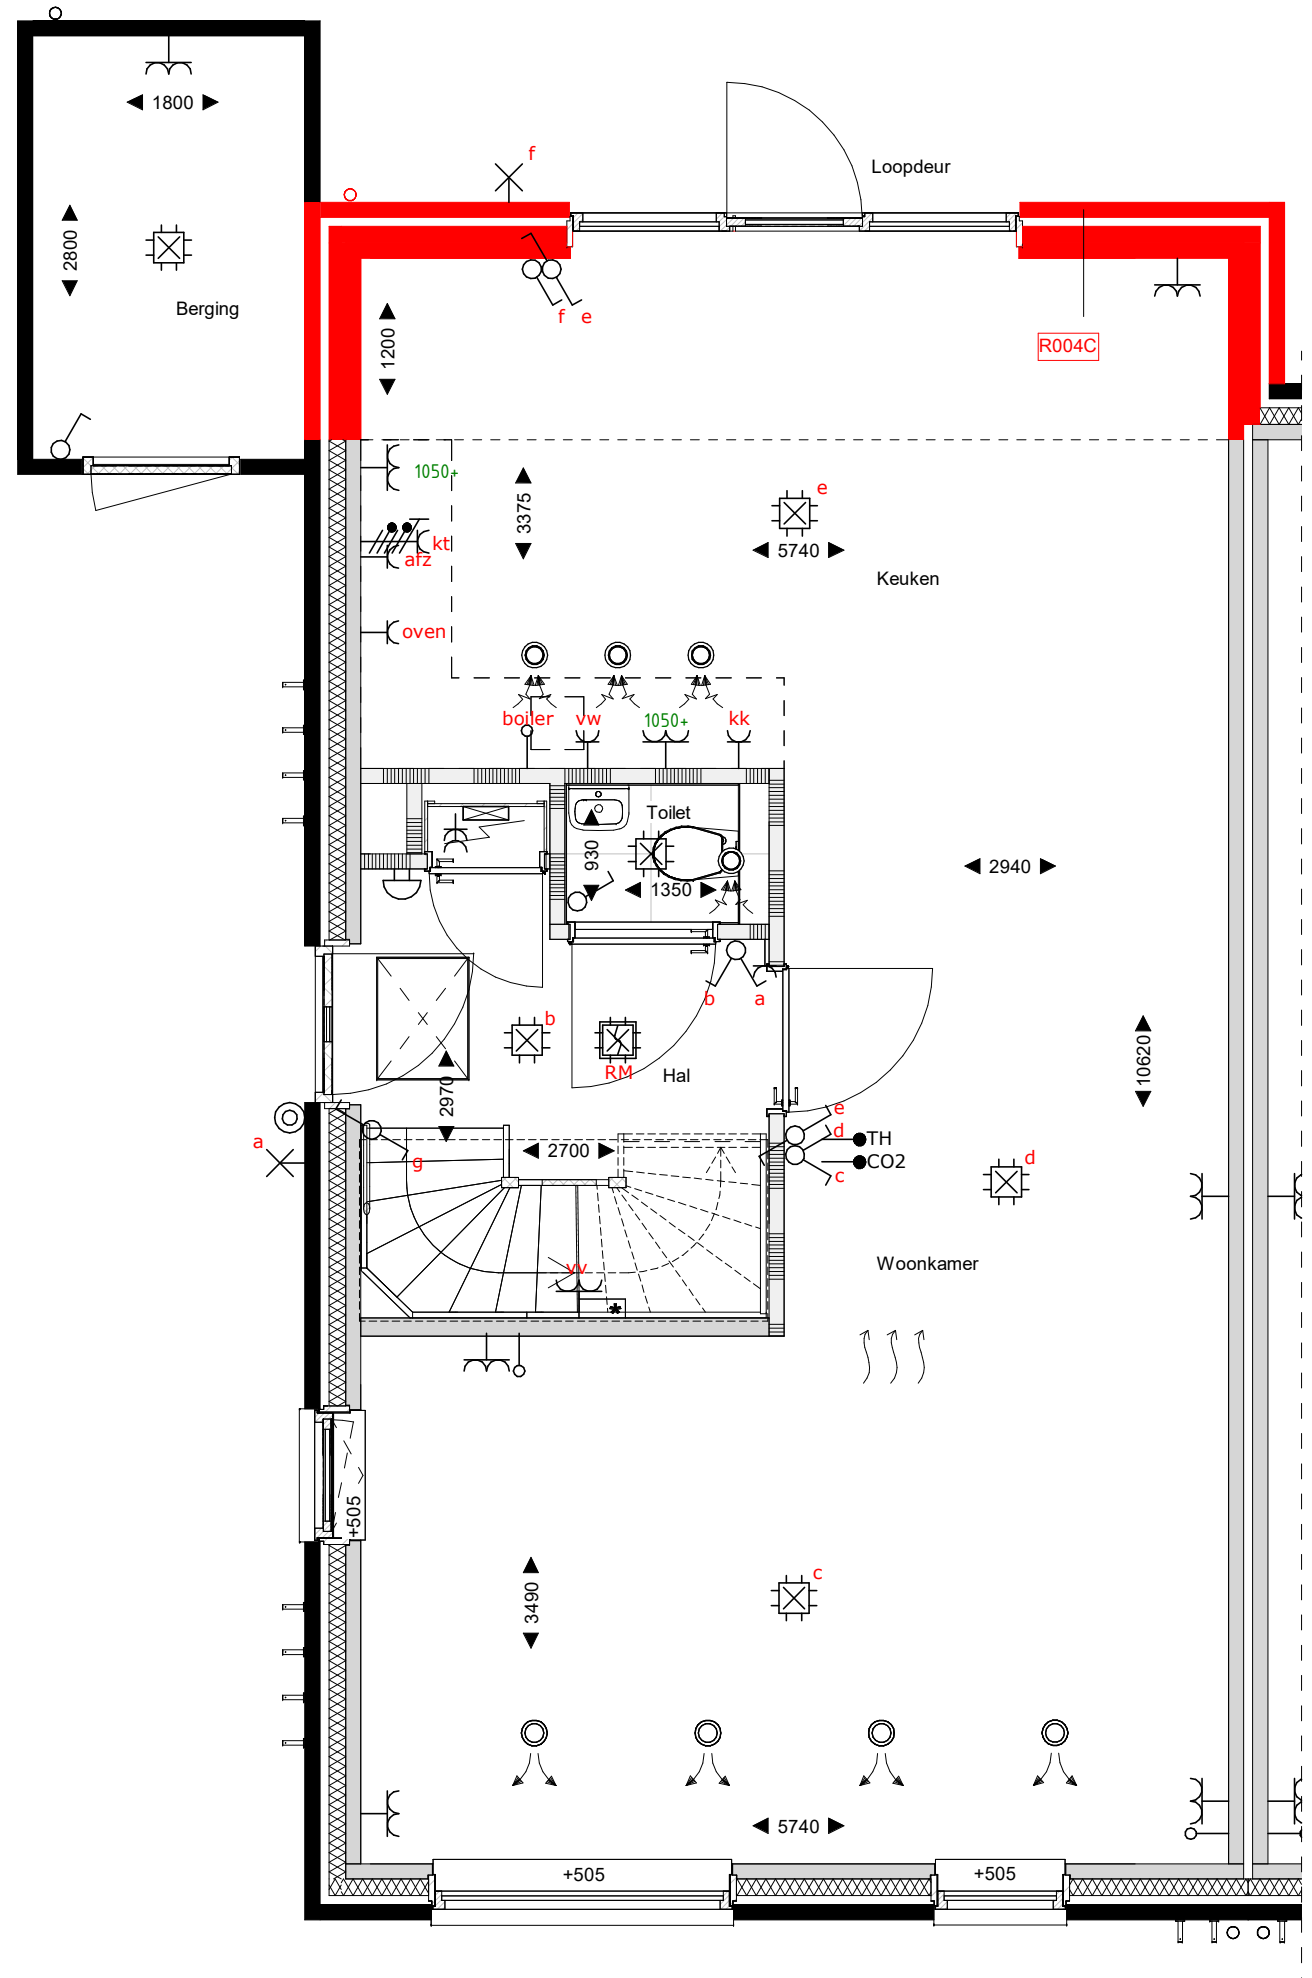 1800
f
Loopdeur
2800
Berging
f e
1200
R004C
1050+
3375
e
5740
kt
afz
Keuken
oven
boiler
vw
1050+
kk
Toilet
930
1350
2940
b
a
b
RM
Hal
2970
10620
a
g
2700
e
d
TH
CO2
c
d
vv
*
Woonkamer
+505
3490
c
5740
+505
+505